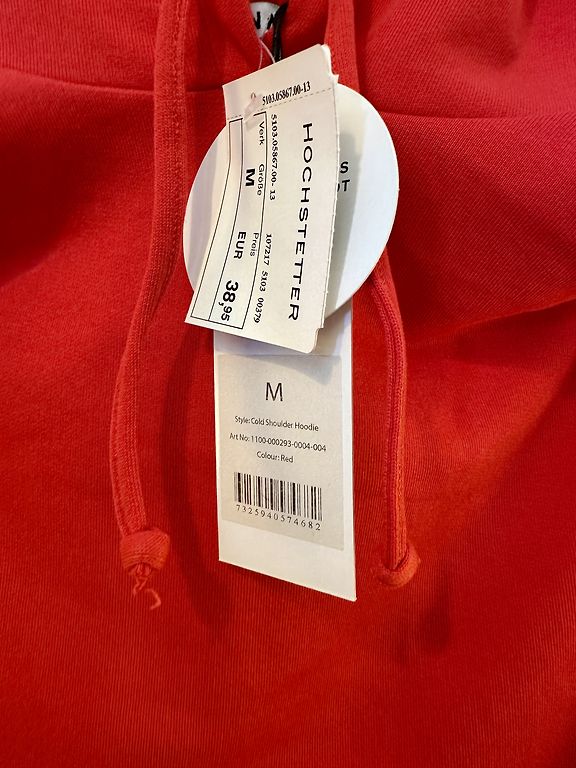 5103.05867.00-13
HOCHSTETTER
5103.05867.00-13
107217 5103 00379
Verk Größe Preis
M EUR 38,95
M
Style: Cold Shoulder Hoodie
Art No: 1100-000293-0004-004
Colour: Red
7325940574682